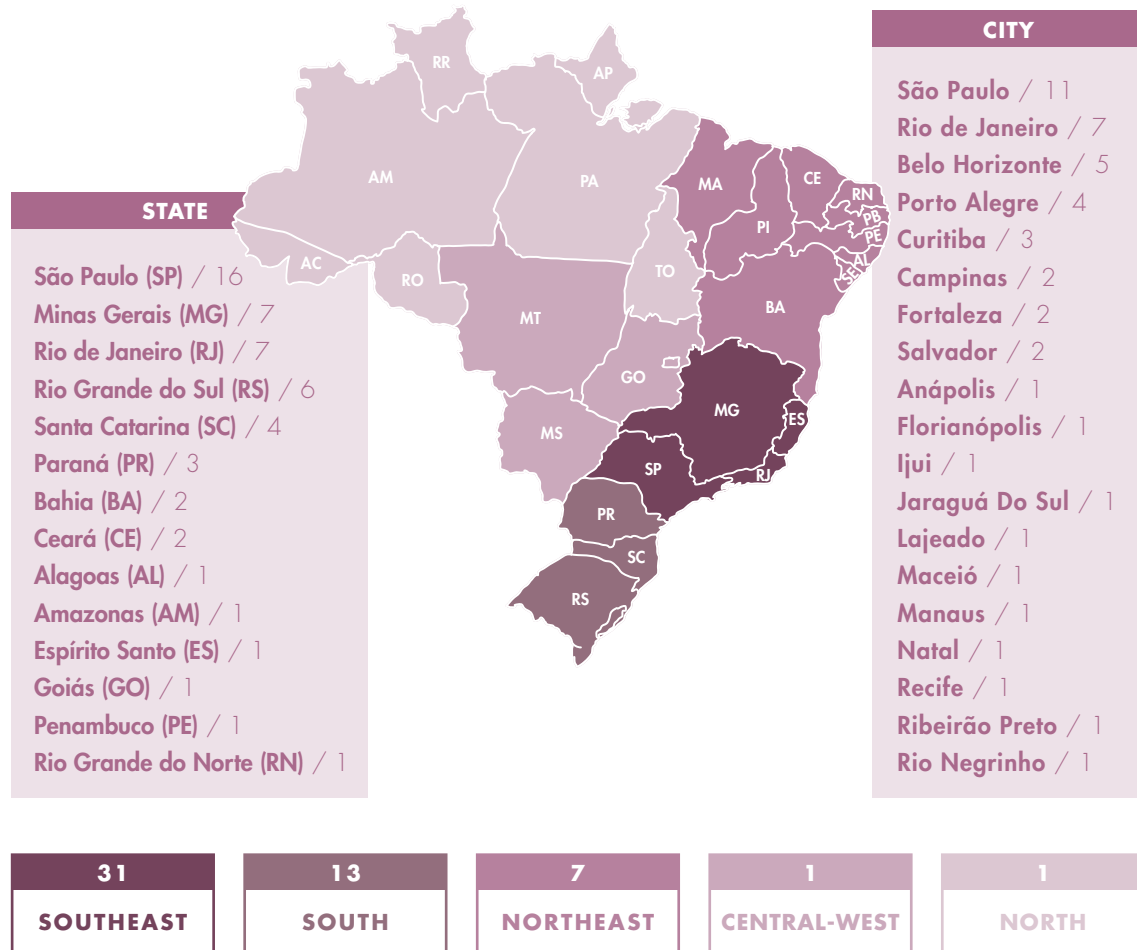 STATE
São Paulo (SP) / 16
Minas Gerais (MG) / 7
Rio de Janeiro (RJ) / 7
Rio Grande do Sul (RS) / 6
Santa Catarina (SC) / 4
Paraná (PR) / 3
Bahia (BA) / 2
Ceará (CE) / 2
Alagoas (AL) / 1
Amazonas (AM) / 1
Espírito Santo (ES) / 1
Goiás (GO) / 1
Penambuco (PE) / 1
Rio Grande do Norte (RN) / 1
RR
AP
AM
PA
MA
CE
RN
PB
PE
AL
SE
PI
AC
RO
TO
BA
MT
GO
MG
ES
MS
SP
RJ
PR
SC
RS
CITY
São Paulo / 11
Rio de Janeiro / 7
Belo Horizonte / 5
Porto Alegre / 4
Curitiba / 3
Campinas / 2
Fortaleza / 2
Salvador / 2
Anápolis / 1
Florianópolis / 1
Ijui / 1
Jaraguá Do Sul / 1
Lajeado / 1
Maceió / 1
Manaus / 1
Natal / 1
Recife / 1
Ribeirão Preto / 1
Rio Negrinho / 1
31
SOUTHEAST
13
SOUTH
7
NORTHEAST
1
CENTRAL-WEST
1
NORTH